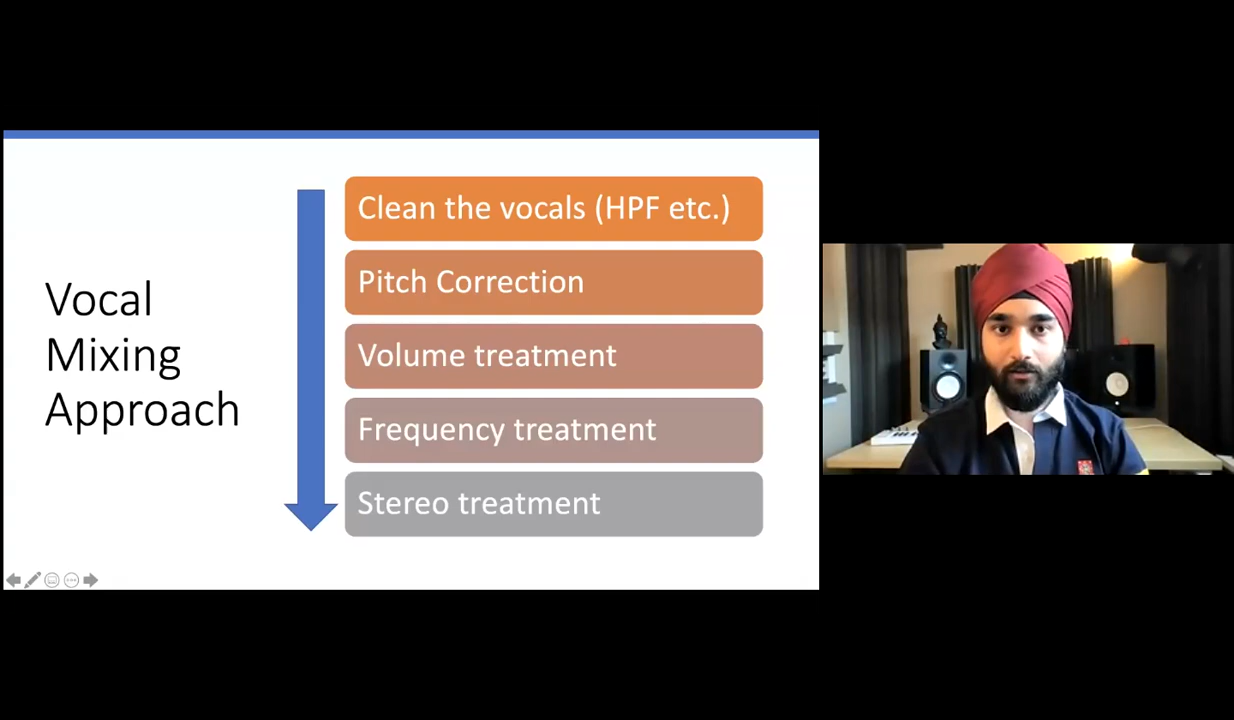 Vocal
Mixing
Approach
Clean the vocals (HPF etc.)
Pitch Correction
Volume treatment
Frequency treatment
Stereo treatment